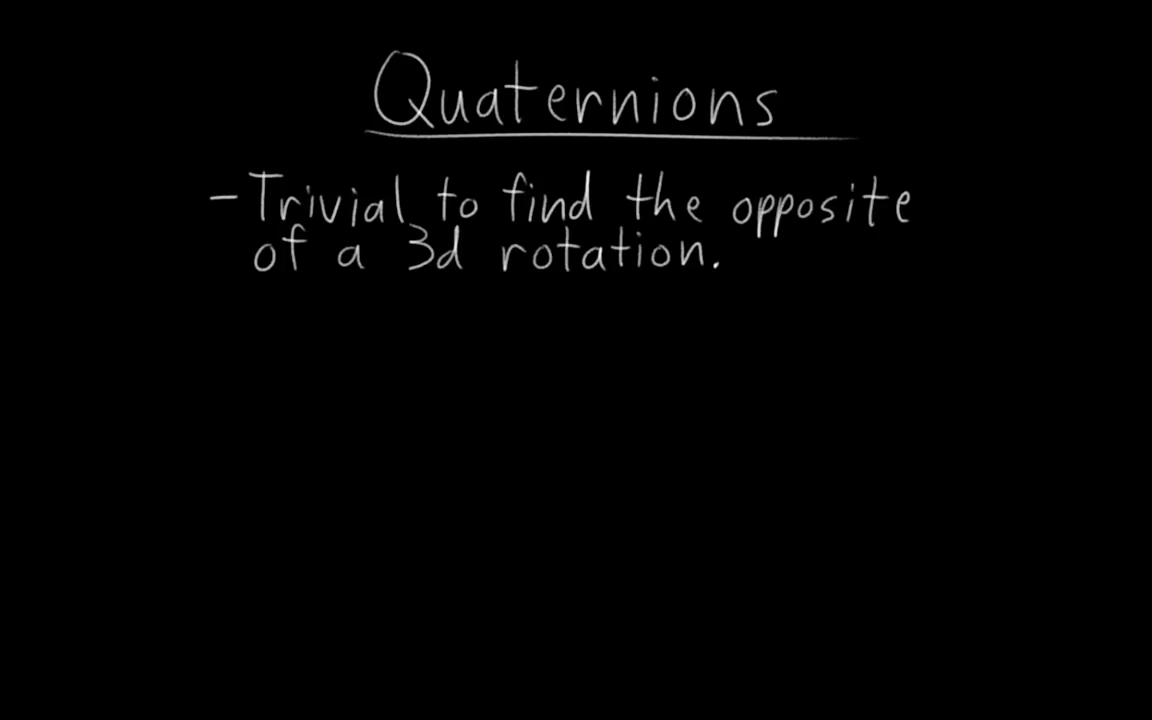 Quaternions
- Trivial to find the opposite
of a 3d rotation.